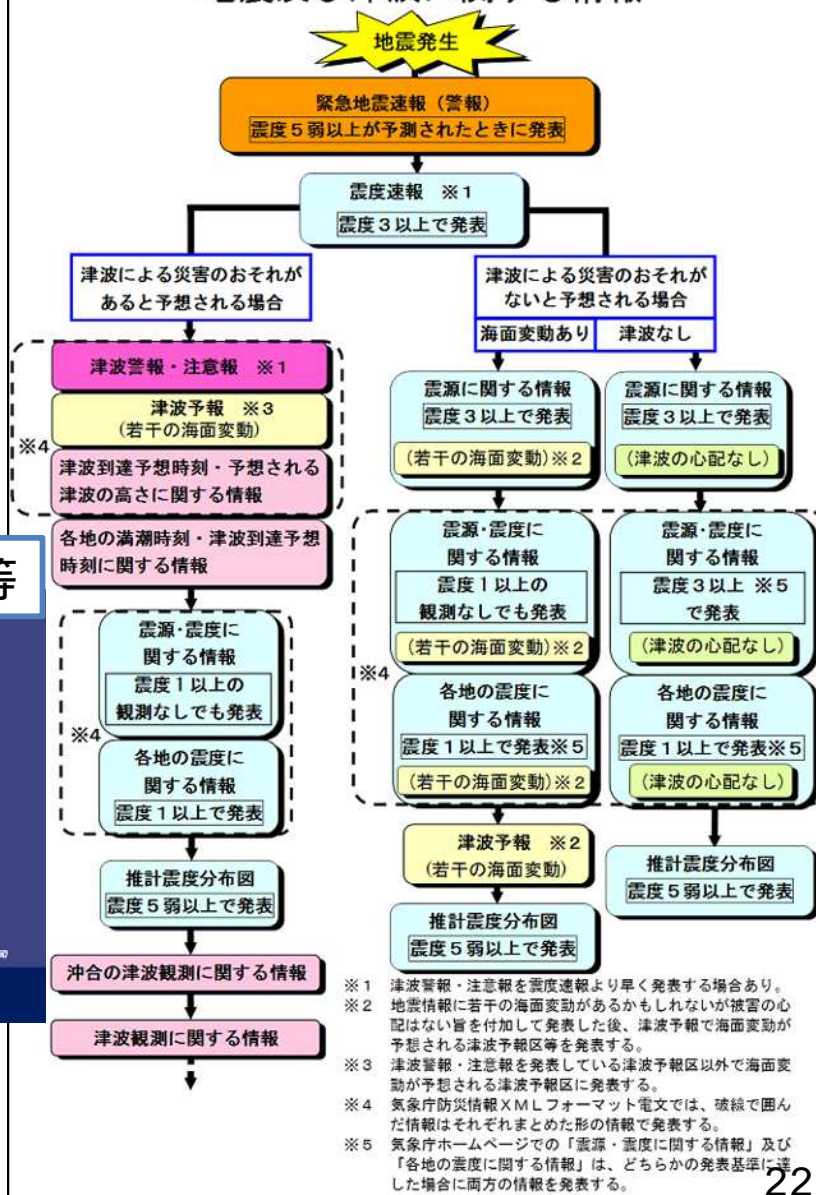 地震発生
緊急地震速報（警報）
震度５弱以上が予測されたときに発表
震度速報 ※１
震度３以上で発表
津波による災害のおそれが
あると予想される場合
津波警報・注意報 ※１
津波予報 ※３
(若干の海面変動)
津波到達予想時刻・予想される
津波の高さに関する情報
※４
各地の満潮時刻・津波到達予想
時刻に関する情報
等
震源・震度に
関する情報
震度１以上の
観測なしでも発表
※４
各地の震度に
関する情報
震度１以上で発表
推計震度分布図
震度５弱以上で発表
沖合の津波観測に関する情報
津波観測に関する情報
津波による災害のおそれが
ないと予想される場合
海面変動あり
津波なし
震源に関する情報
震度３以上で発表
(若干の海面変動)※２
震源・震度に
関する情報
震度１以上の
観測なしでも発表
(若干の海面変動)※２
※４
各地の震度に
関する情報
震度１以上で発表※５
(若干の海面変動)※２
津波予報 ※２
(若干の海面変動)
推計震度分布図
震度５弱以上で発表
震源に関する情報
震度３以上で発表
(津波の心配なし)
震源・震度に
関する情報
震度３以上 ※５
で発表
(津波の心配なし)
各地の震度に
関する情報
震度１以上で発表※５
(津波の心配なし)
推計震度分布図
震度５弱以上で発表
※１ 津波警報・注意報を震度速報より早く発表する場合あり。
※２ 地震情報に若干の海面変動があるかもしれないが被害の心
配はない旨を付加して発表した後、津波予報で海面変動が
予想される津波予報区等を発表する。
※３ 津波警報・注意報を発表している津波予報区以外で海面変
動が予想される津波予報区に発表する。
※４ 気象庁防災情報ＸＭＬフォーマット電文では、破線で囲ん
だ情報はそれぞれまとめた形の情報で発表する。
※５ 気象庁ホームページでの「震源・震度に関する情報」及び
「各地の震度に関する情報」は、どちらかの発表基準に達
した場合に両方の情報を発表する。
22